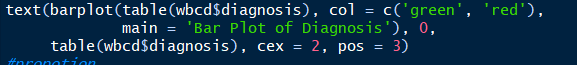 text(barplot(table(wbcd$diagnosis), col = c('green', 'red'),
main = 'Bar Plot of Diagnosis'), 0,
table(wbcd$diagnosis), cex = 2, pos = 3)
#propotion